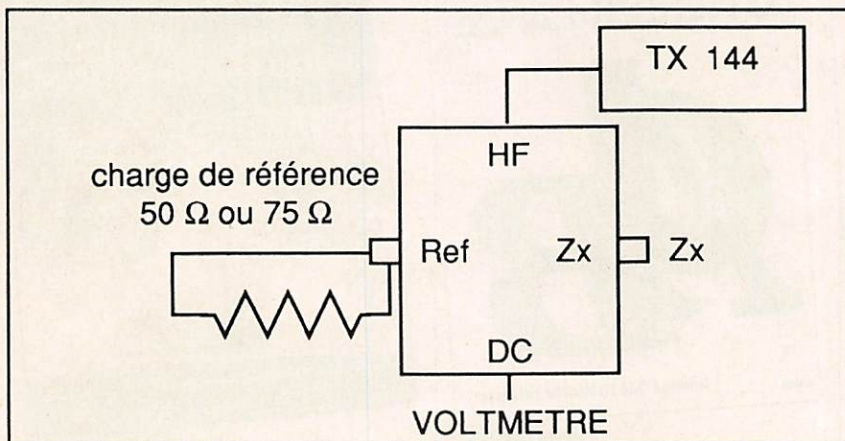 TX 144
HF
charge de référence
50 Ω ou 75 Ω
Ref
Zx
Zx
DC
VOLTMETRE